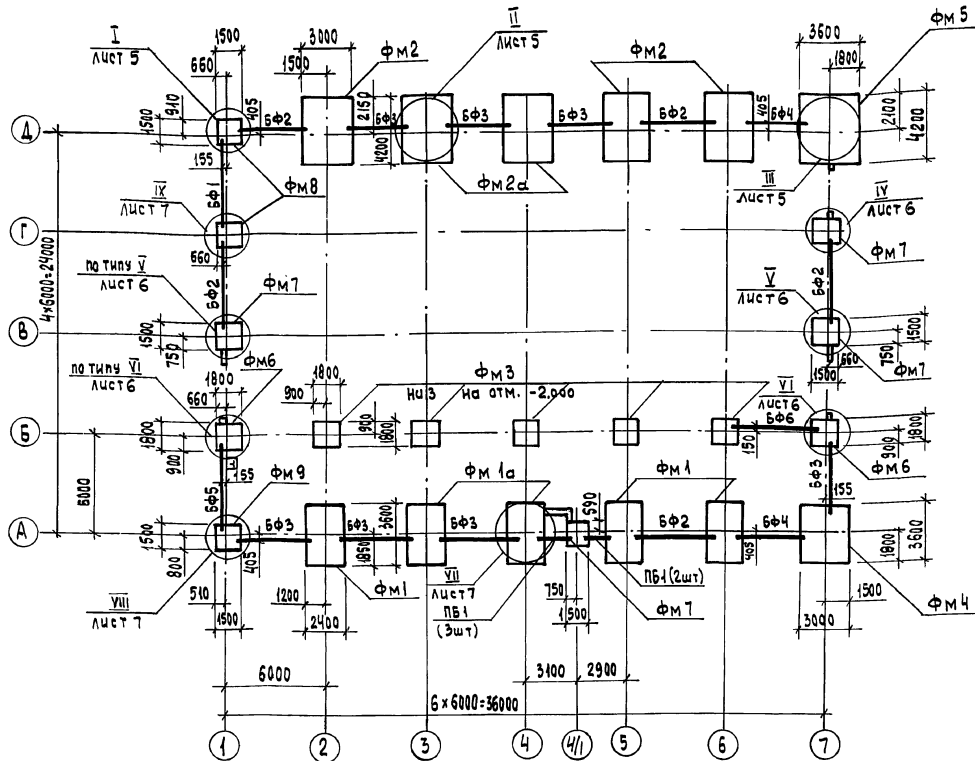 I
лист 5
1500
660
910
1500
405
155
3000
1500
Фм2
2150
4200
II
лист 5
Фм2
3600
1800
Фм5
2100
4200
405
Д
БФ2
БФ3
БФ3
БФ3
БФ2
БФ4
БФ1
Фм8
Фм2а
III
лист 5
IV
лист 6
IX
лист 7
Г
660
Фм7
4х6000=24000
по типу V
лист 6
БФ2
Фм7
V
лист 6
БФ2
В
1500
750
1500
750
660
1500
Фм7
по типу VI
лист 6
1800
660
Фм6
1800
900
Фм3
ни3 на отм. -2.000
VI
лист 6
Б
1800
900
900
1800
БФ6
150
1800
900
Фм6
6000
155
БФ5
Фм9
Фм1а
Фм1
БФ3
155
590
А
1500
800
405
БФ3
3600
1850
БФ3
БФ3
БФ2
405
БФ4
1800
3600
VIII
лист 7
510
1500
1200
2400
Фм1
VII
лист 7
ПБ1
(3шт)
750
1500
ПБ1 (2шт)
Фм7
1500
3000
Фм4
6000
3100
2900
6х6000=36000
1
2
3
4
4/1
5
6
7